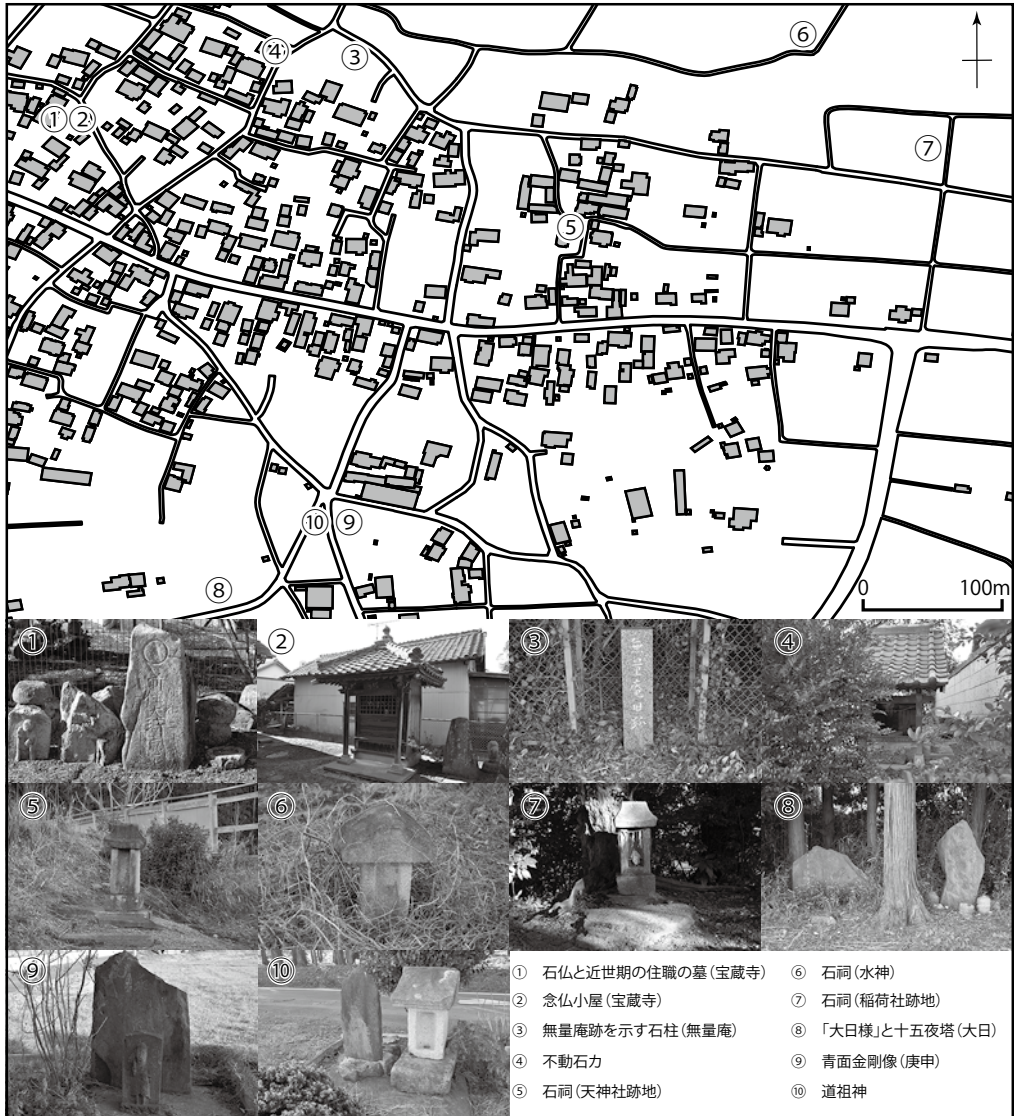 ④
③
⑥
① ②
⑦
⑤
⑩ ⑨
⑧
0 100m
① ② ③ ④
⑤ ⑥ ⑦ ⑧
⑨ ⑩
① 石仏と近世期の住職の墓(宝蔵寺)
② 念仏小屋(宝蔵寺)
③ 無量庵跡を示す石柱(無量庵)
④ 不動石カ
⑤ 石祠(天神社跡地)
⑥ 石祠(水神)
⑦ 石祠(稲荷社跡地)
⑧ 「大日様」と十五夜塔(大日)
⑨ 青面金剛像(庚申)
⑩ 道祖神